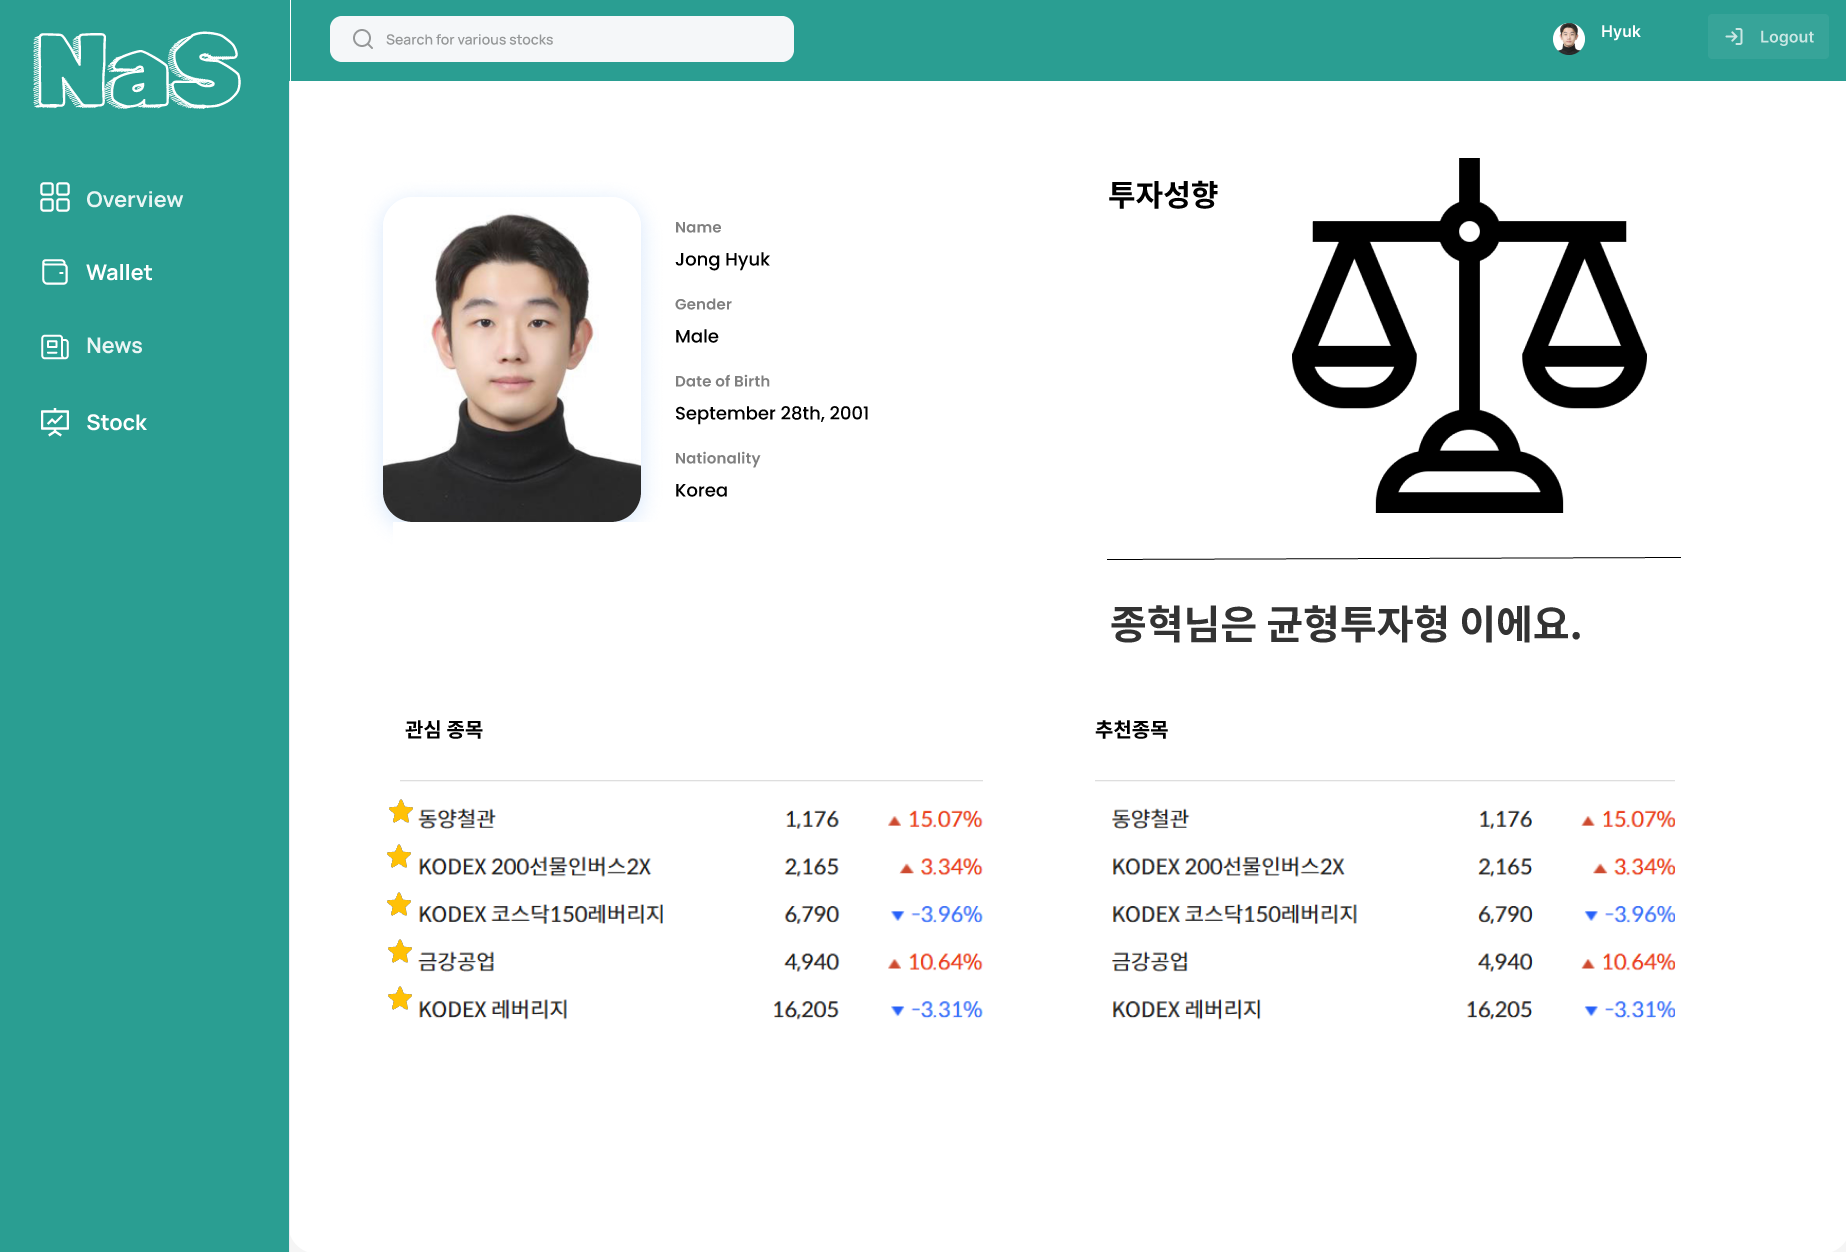 NaS
Search for various stocks
Hyuk
Logout
Overview
Wallet
News
Stock
Name
Jong Hyuk
Gender
Male
Date of Birth
September 28th, 2001
Nationality
Korea
투자성향
종혁님은 균형투자형 이에요.
관심 종목
동양철관 1,176 ▲ 15.07%
KODEX 200선물인버스2X 2,165 ▲ 3.34%
KODEX 코스닥150레버리지 6,790 ▼ -3.96%
금강공업 4,940 ▲ 10.64%
KODEX 레버리지 16,205 ▼ -3.31%
추천종목
동양철관 1,176 ▲ 15.07%
KODEX 200선물인버스2X 2,165 ▲ 3.34%
KODEX 코스닥150레버리지 6,790 ▼ -3.96%
금강공업 4,940 ▲ 10.64%
KODEX 레버리지 16,205 ▼ -3.31%